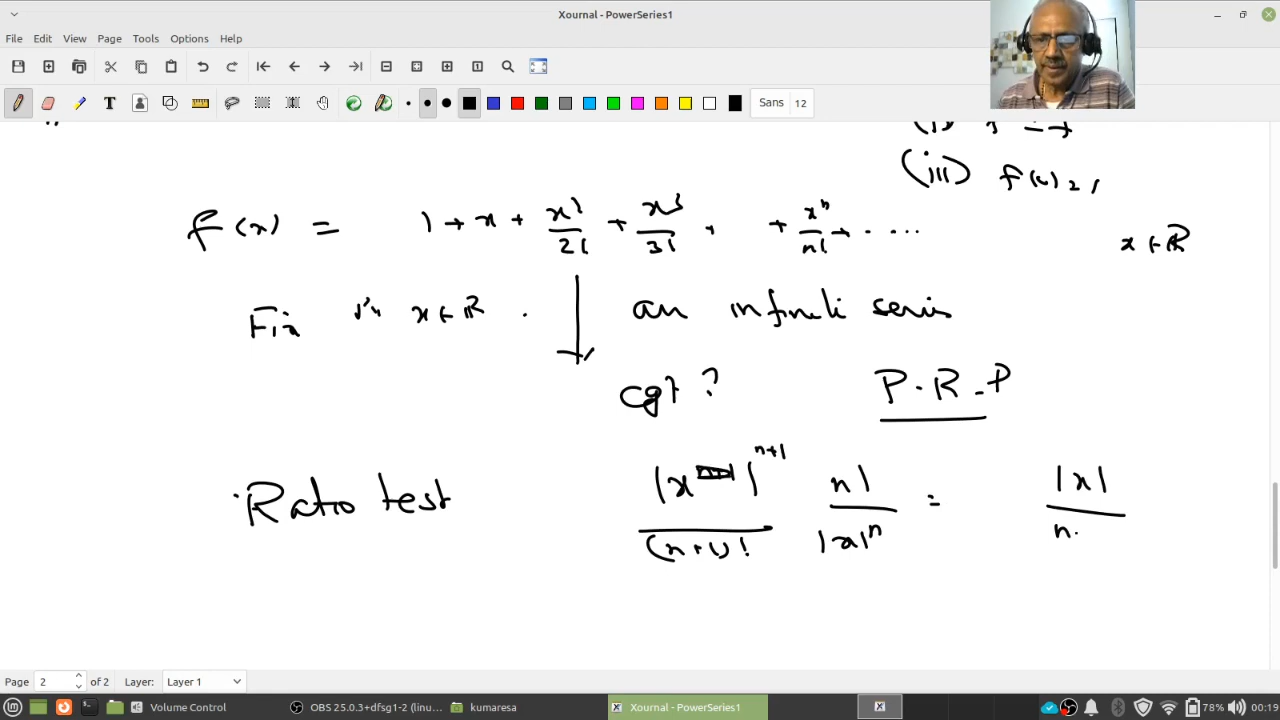 Xournal - PowerSeries1
File Edit View Page Tools Options Help
Sans 12
(iii) f(0) = 1
f(x) = 1 + x + x²/2! + x³/3! + + xⁿ/n! + . ....
x ∈ ℝ
Fix x ∈ ℝ . an infinite series
cgt ? P.R.P
Ratio test |x|ⁿ⁺¹/(n+1)! n!/|x|ⁿ = |x|/n.
Page 2 of 2 Layer: Layer 1
Volume Control OBS 25.0.3+dfsg1-2 (linu... kumaresa Xournal - PowerSeries1 78% 00:19